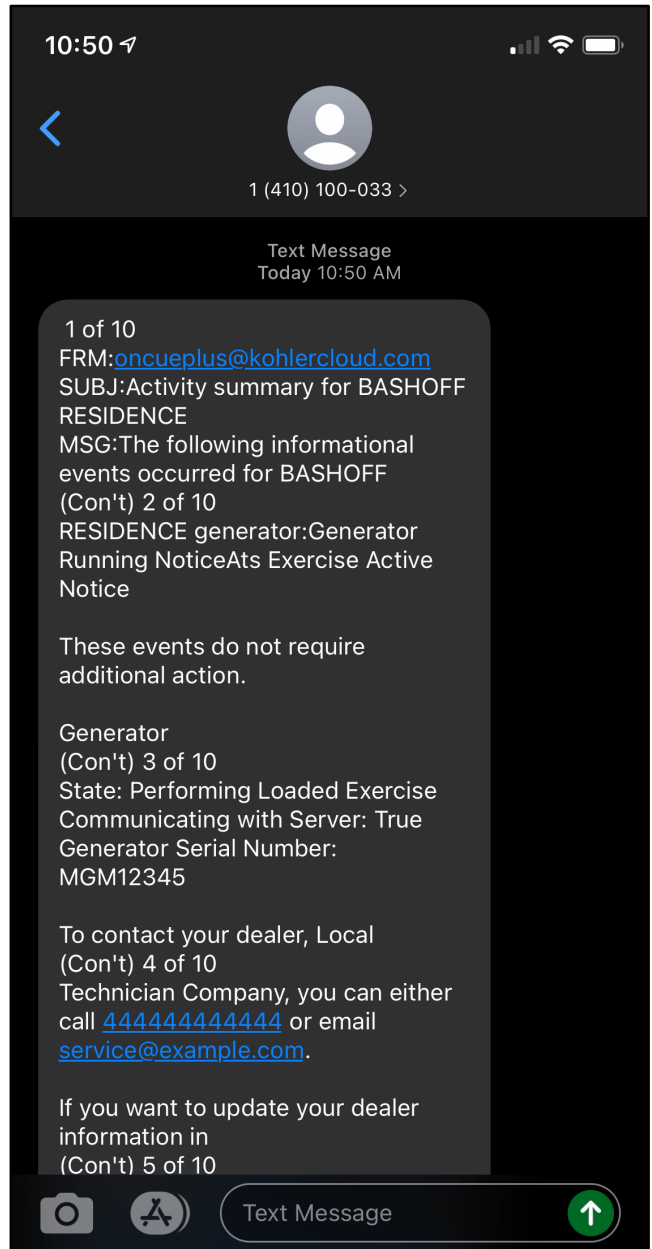 10:50
1 (410) 100-033 >
Text Message
Today 10:50 AM
1 of 10
FRM:oncueplus@kohlercloud.com
SUBJ:Activity summary for BASHOFF
RESIDENCE
MSG:The following informational
events occurred for BASHOFF
(Con't) 2 of 10
RESIDENCE generator:Generator
Running NoticeAts Exercise Active
Notice
These events do not require
additional action.
Generator
(Con't) 3 of 10
State: Performing Loaded Exercise
Communicating with Server: True
Generator Serial Number:
MGM12345
To contact your dealer, Local
(Con't) 4 of 10
Technician Company, you can either
call 444444444444 or email
service@example.com.
If you want to update your dealer
information in
(Con't) 5 of 10
Text Message